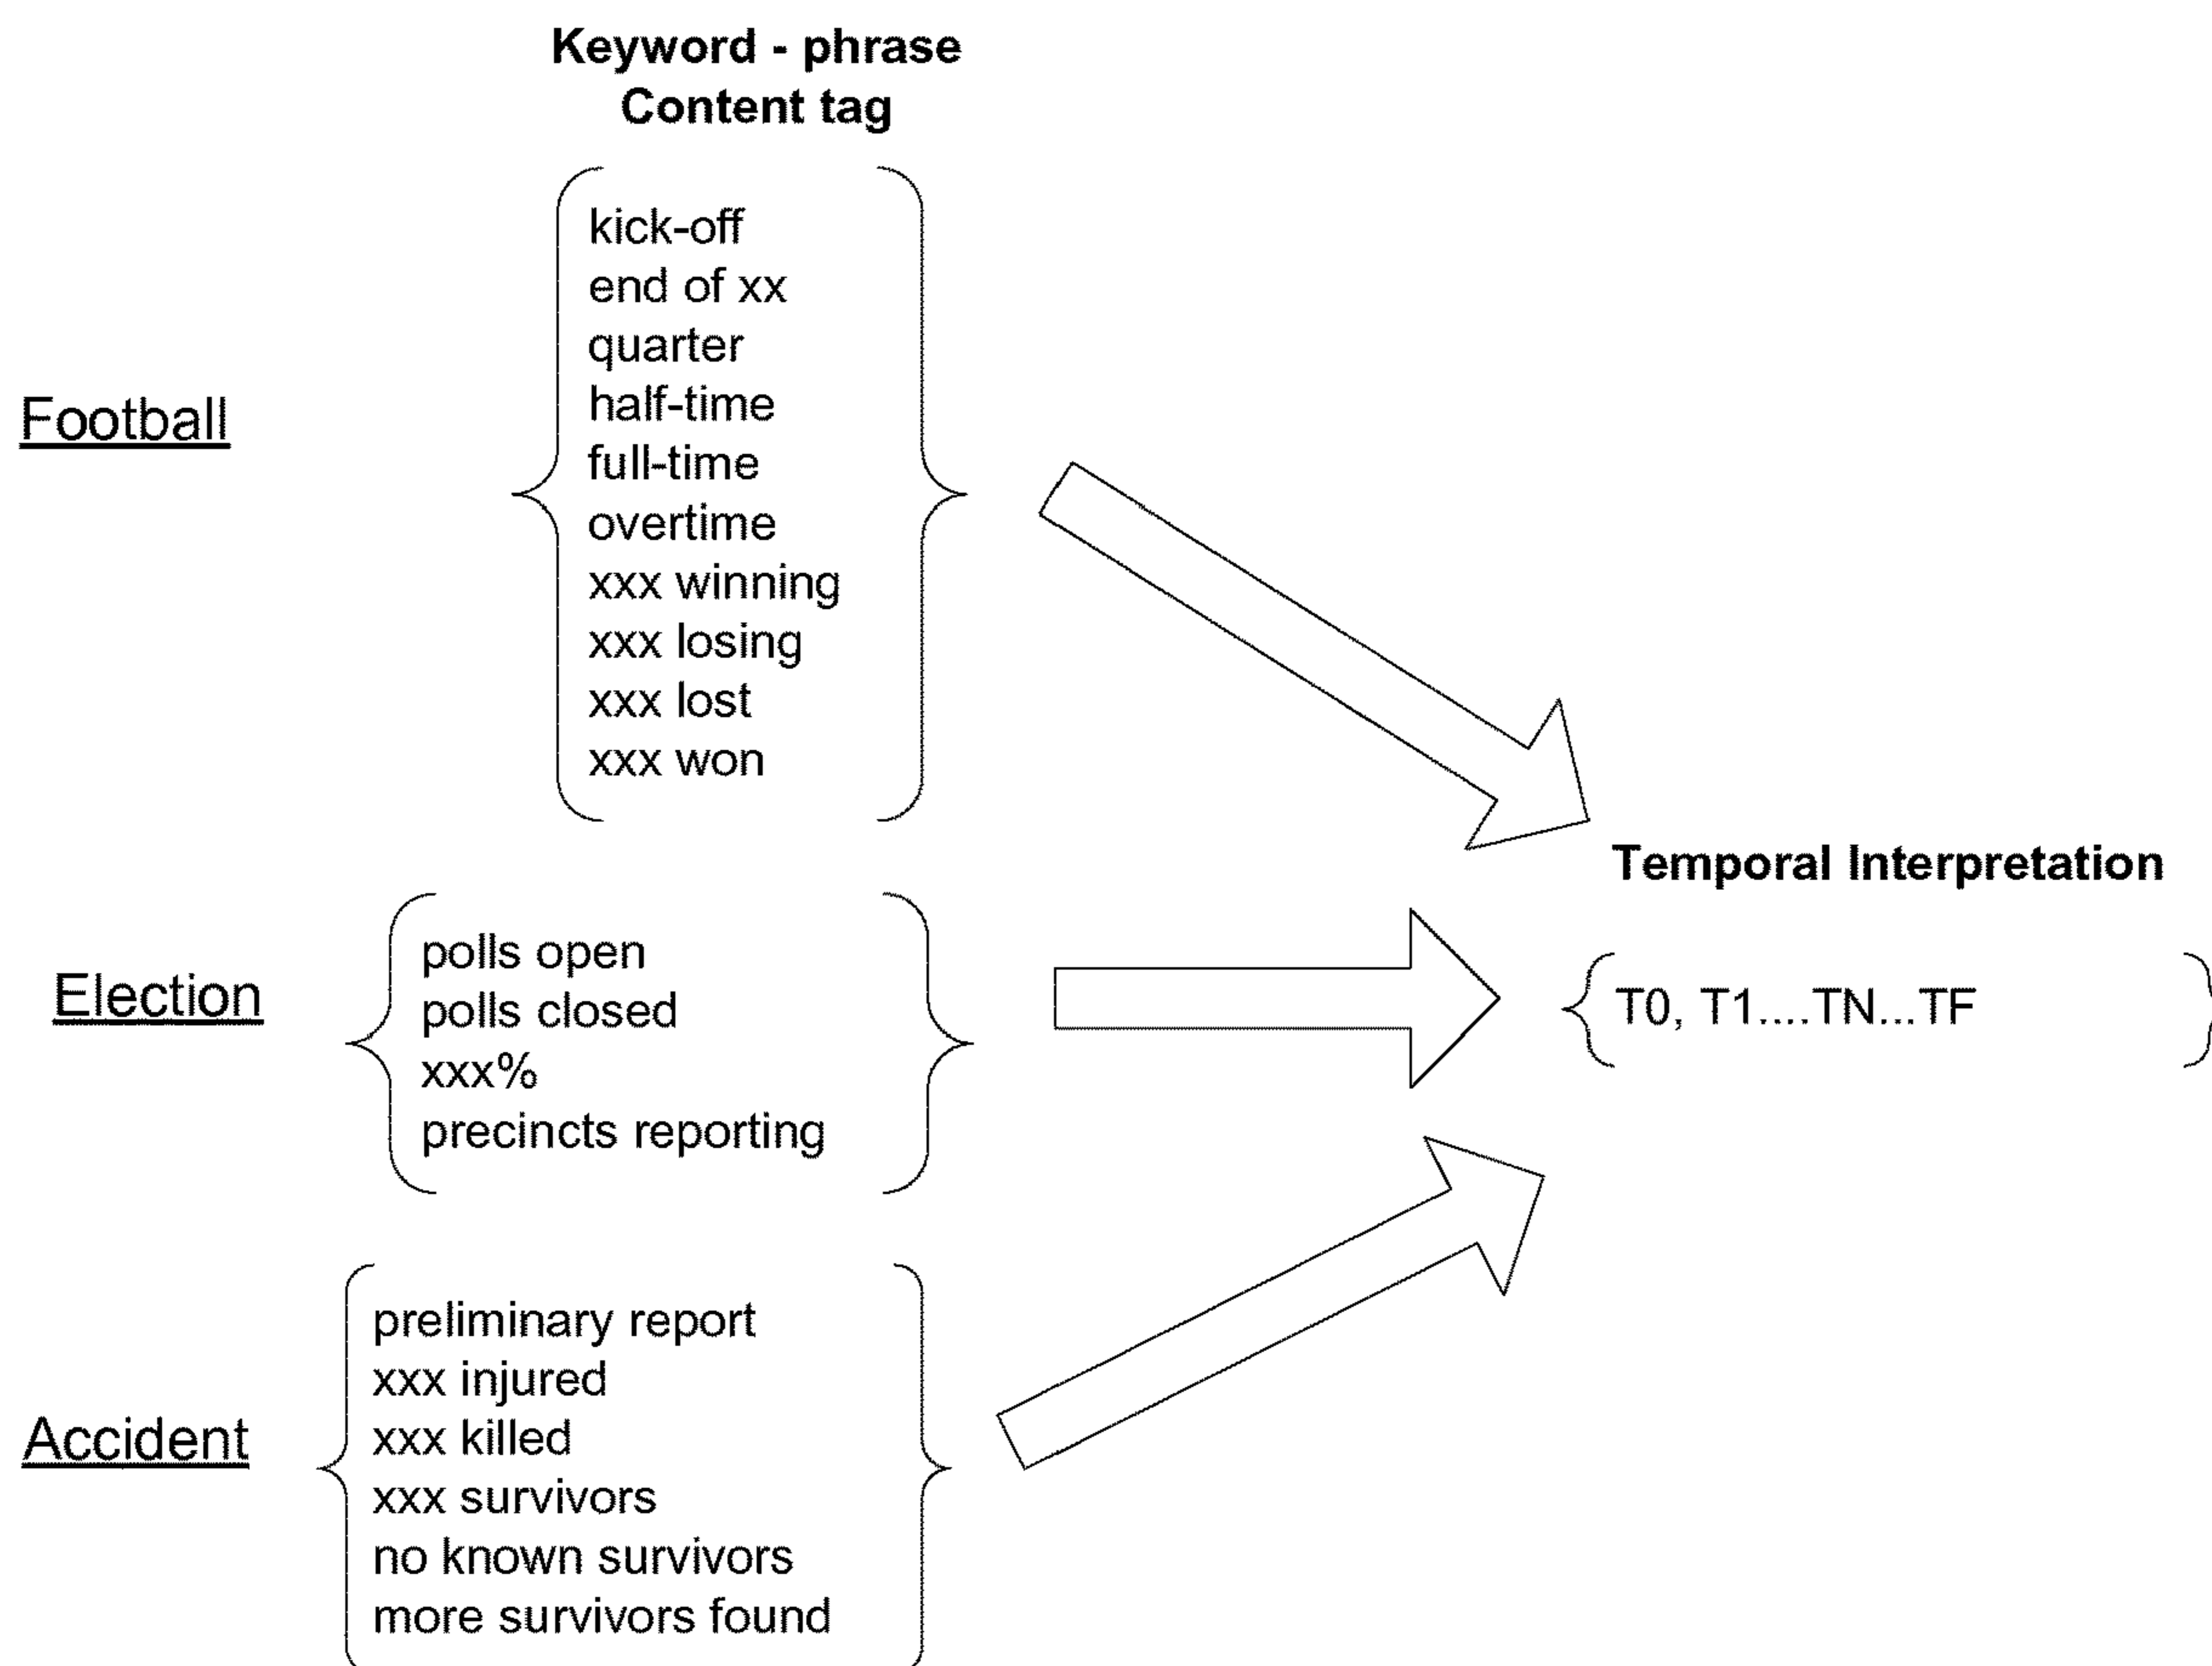 Keyword - phrase
Content tag
Football
kick-off
end of xx
quarter
half-time
full-time
overtime
xxx winning
xxx losing
xxx lost
xxx won
Temporal Interpretation
T0, T1....TN...TF
Election
polls open
polls closed
xxx%
precincts reporting
Accident
preliminary report
xxx injured
xxx killed
xxx survivors
no known survivors
more survivors found